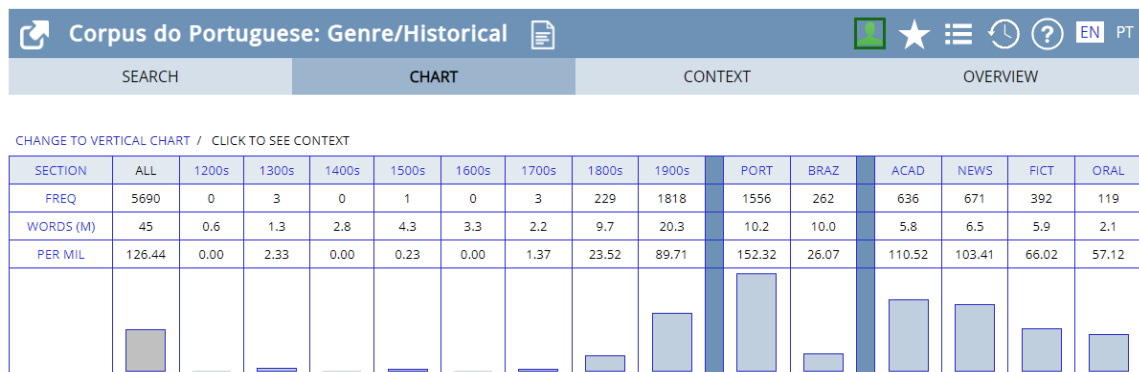 Corpus do Portuguese: Genre/Historical ? EN PT
SEARCH CHART CONTEXT OVERVIEW
CHANGE TO VERTICAL CHART / CLICK TO SEE CONTEXT
SECTION ALL 1200s 1300s 1400s 1500s 1600s 1700s 1800s 1900s PORT BRAZ ACAD NEWS FICT ORAL
FREQ 5690 0 3 0 1 0 3 229 1818 1556 262 636 671 392 119
WORDS (M) 45 0.6 1.3 2.8 4.3 3.3 2.2 9.7 20.3 10.2 10.0 5.8 6.5 5.9 2.1
PER MIL 126.44 0.00 2.33 0.00 0.23 0.00 1.37 23.52 89.71 152.32 26.07 110.52 103.41 66.02 57.12